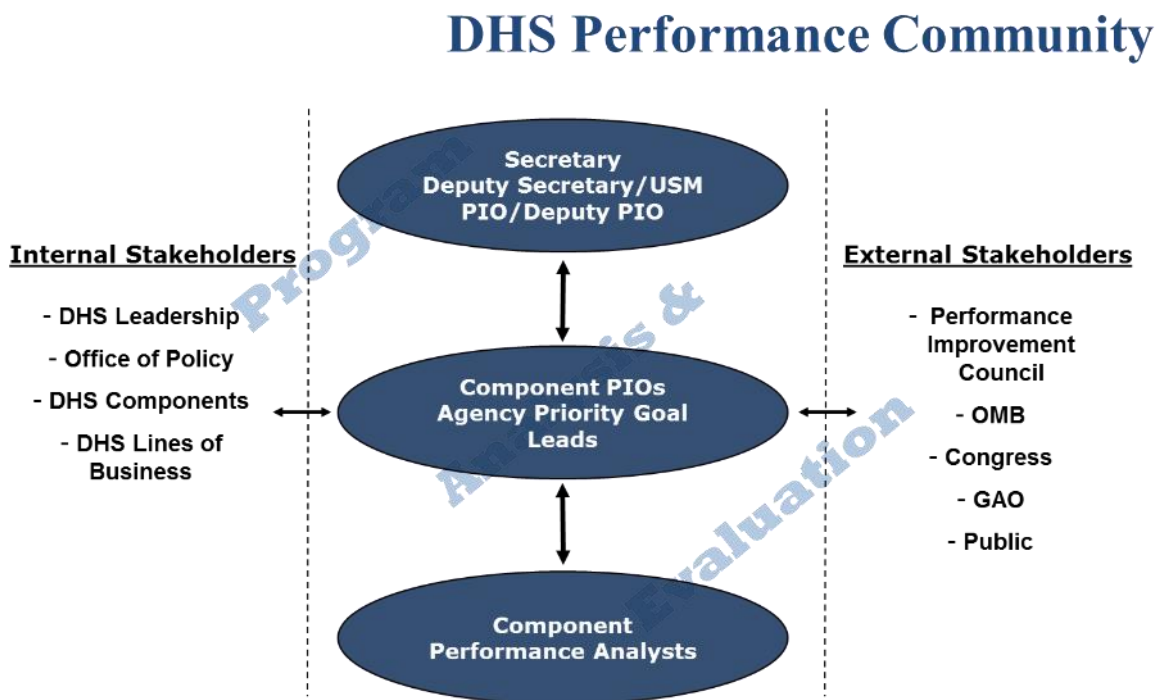 DHS Performance Community
Secretary
Deputy Secretary/USM
PIO/Deputy PIO
Internal Stakeholders
- DHS Leadership
- Office of Policy
- DHS Components
- DHS Lines of
Business
Component PIOs
Agency Priority Goal
Leads
External Stakeholders
- Performance
Improvement
Council
- OMB
- Congress
- GAO
- Public
Component
Performance Analysts
Program
Analysis &
Evaluation